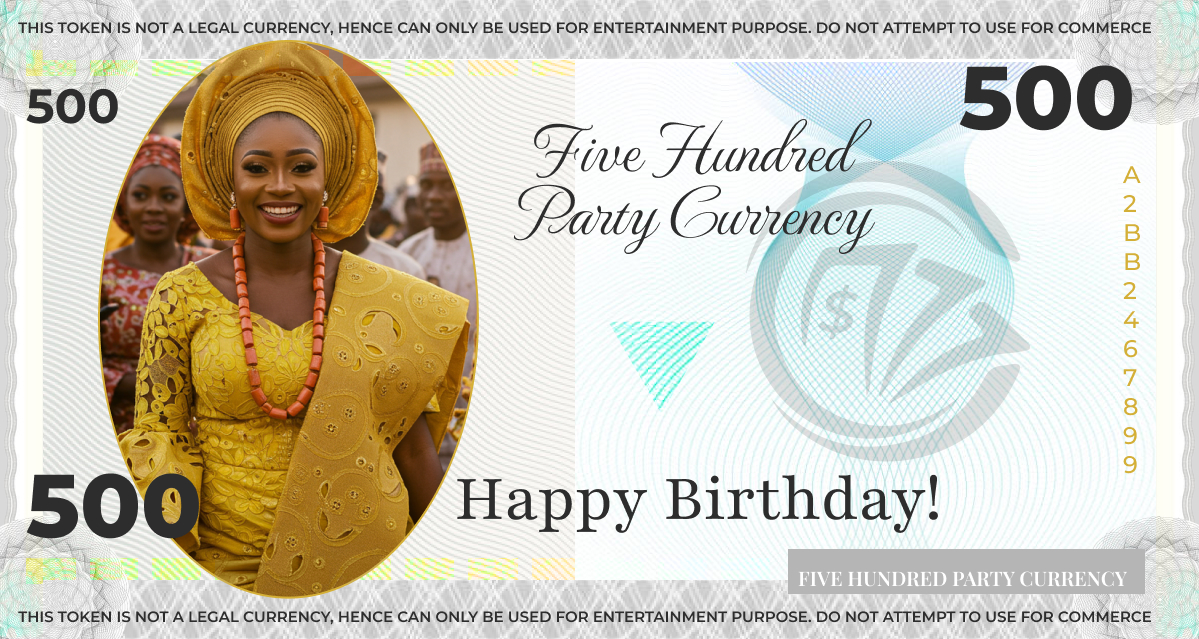 THIS TOKEN IS NOT A LEGAL CURRENCY, HENCE CAN ONLY BE USED FOR ENTERTAINMENT PURPOSE. DO NOT ATTEMPT TO USE FOR COMMERCE
500
500
Five Hundred
Party Currency
$
A
2
B
B
2
4
6
7
8
9
9
500
Happy Birthday!
FIVE HUNDRED PARTY CURRENCY
THIS TOKEN IS NOT A LEGAL CURRENCY, HENCE CAN ONLY BE USED FOR ENTERTAINMENT PURPOSE. DO NOT ATTEMPT TO USE FOR COMMERCE